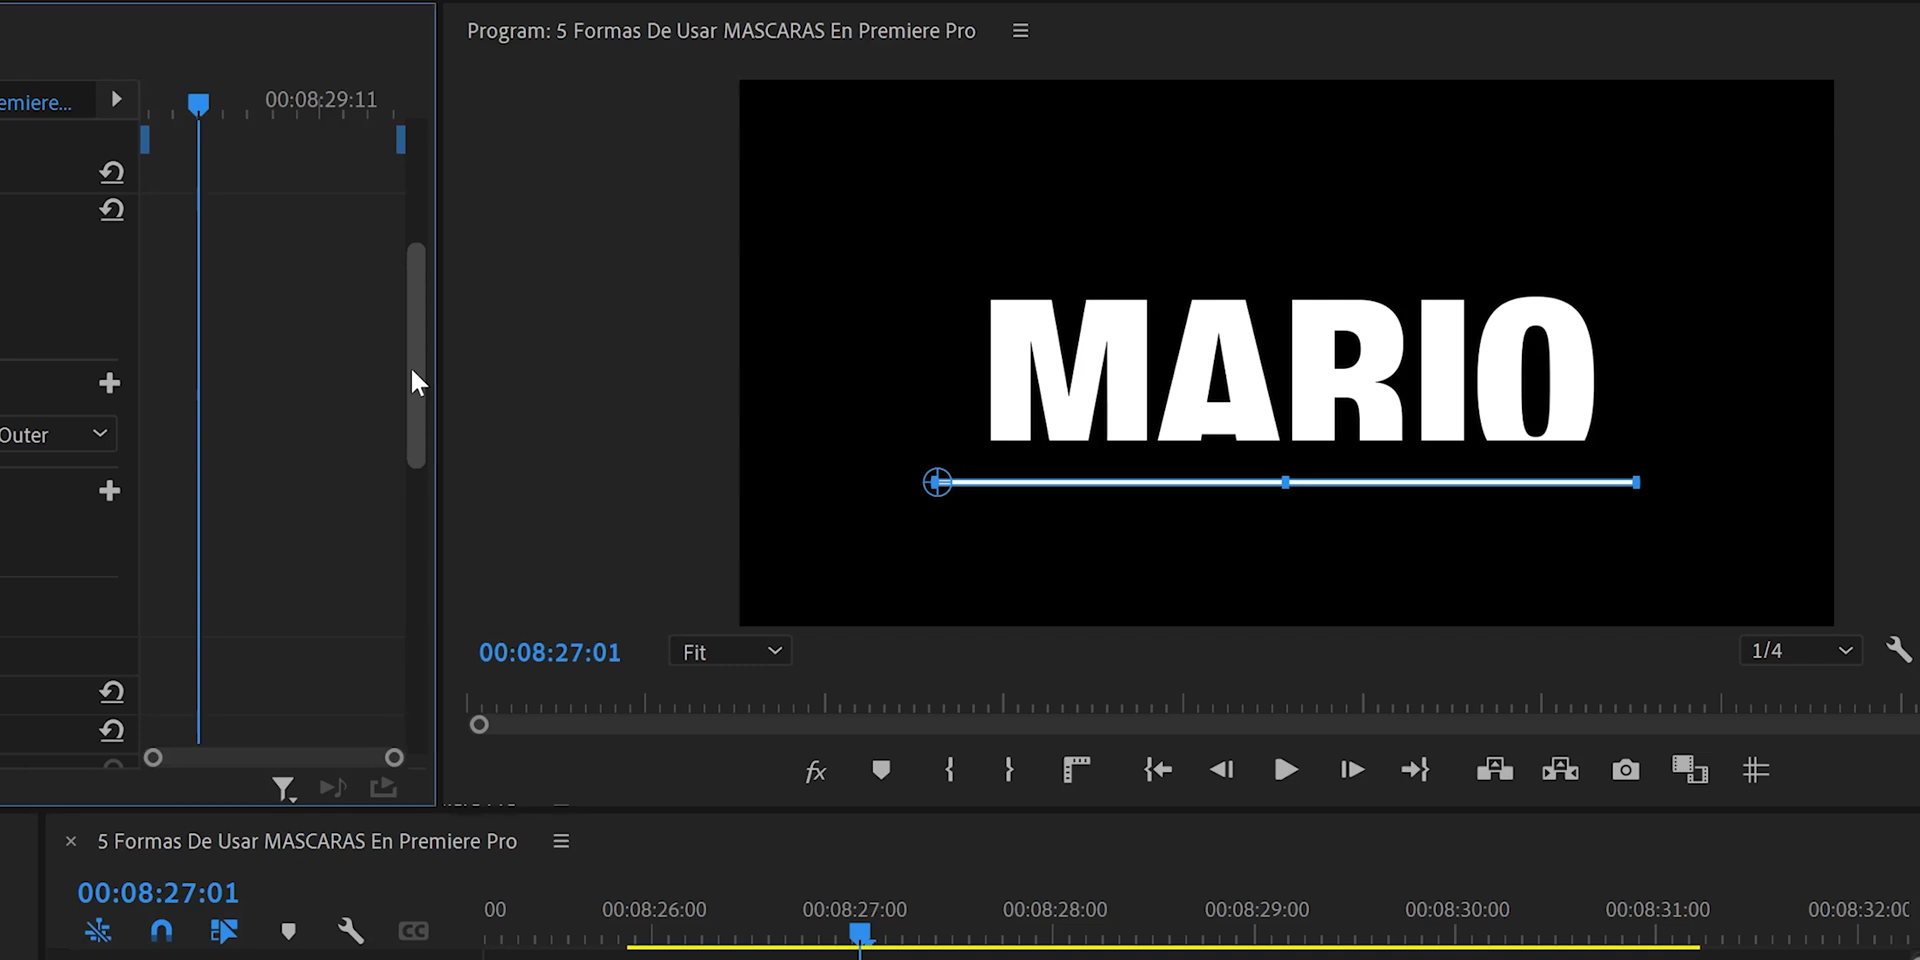 Program: 5 Formas De Usar MASCARAS En Premiere Pro
emiere...
00:08:29:11
MARIO
Outer
00:08:27:01
Fit
1/4
fx
5 Formas De Usar MASCARAS En Premiere Pro
00:08:27:01
00
00:08:26:00
00:08:27:00
00:08:28:00
00:08:29:00
00:08:30:00
00:08:31:00
00:08:32:00
CC